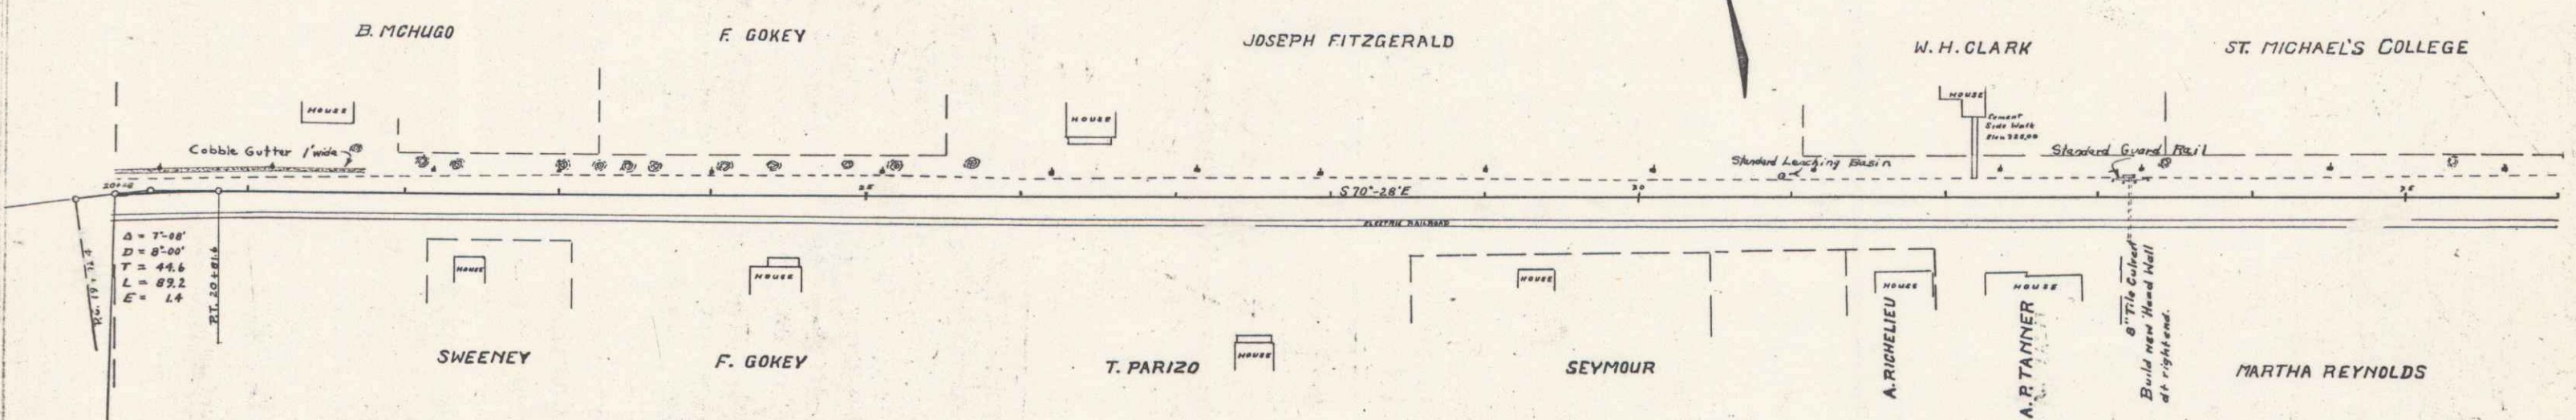 B. MCHUGO
F. GOKEY
JOSEPH FITZGERALD
W. H. CLARK
ST. MICHAEL'S COLLEGE
HOUSE
HOUSE
HOUSE
Cement
Side Walk
Cobble Gutter 1' wide
Standard Leaching Basin
Standard Guard Rail
25
S 70°-28'E
30
35
ELECTRIC RAILROAD
Δ = 7°-08'
D = 8°-00'
T = 44.6
L = 89.2
E = 1.4
P.T. 20+81.6
HOUSE
HOUSE
HOUSE
HOUSE
HOUSE
HOUSE
SWEENEY
F. GOKEY
T. PARIZO
SEYMOUR
A. RICHELIEU
A. P. TANNER
8" Tile Culvert
Build new Head Wall
at right end.
MARTHA REYNOLDS